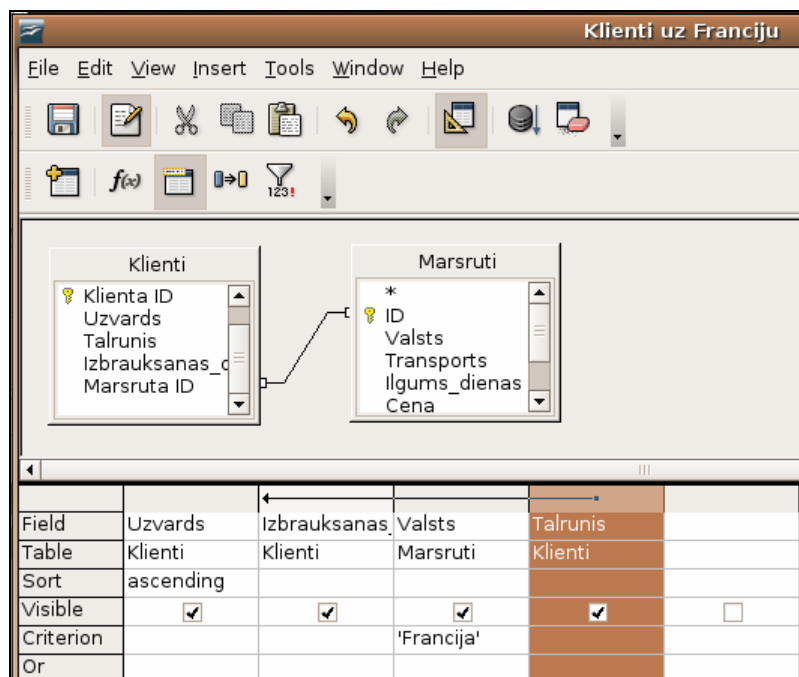 Klienti uz Franciju
File Edit View Insert Tools Window Help
f(x) 123!
Klienti
Klienta ID
Uzvards
Talrunis
Izbrauksanas_
Marsruta ID
Marsruti
*
ID
Valsts
Transports
Ilgums_dienas
Cena
Field Uzvards Izbrauksanas_ Valsts Talrunis
Table Klienti Klienti Marsruti Klienti
Sort ascending
Visible
Criterion 'Francija'
Or